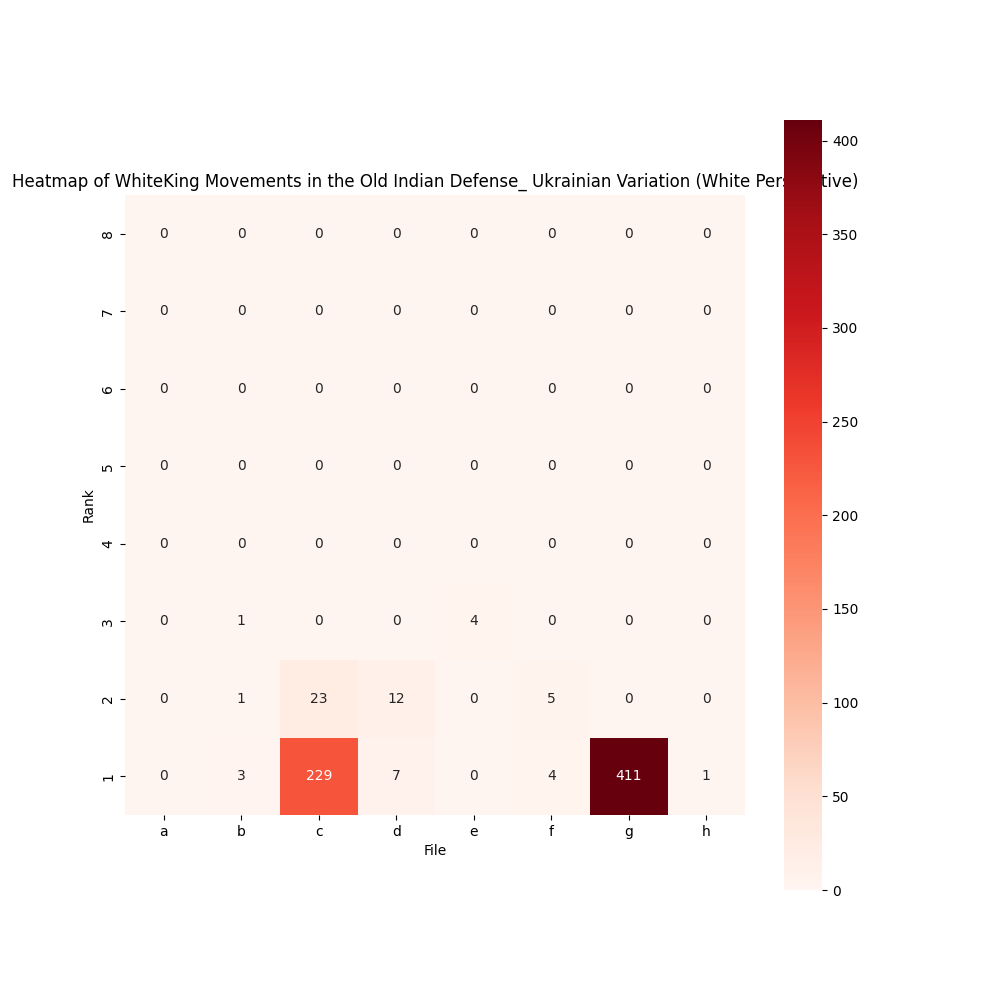 Heatmap of WhiteKing Movements in the Old Indian Defense_ Ukrainian Variation (White Perspective)
Rank
8 0 0 0 0 0 0 0 0
7 0 0 0 0 0 0 0 0
6 0 0 0 0 0 0 0 0
5 0 0 0 0 0 0 0 0
4 0 0 0 0 0 0 0 0
3 0 1 0 0 4 0 0 0
2 0 1 23 12 0 5 0 0
1 0 3 229 7 0 4 411 1
a b c d e f g h
File
400
350
300
250
200
150
100
50
0